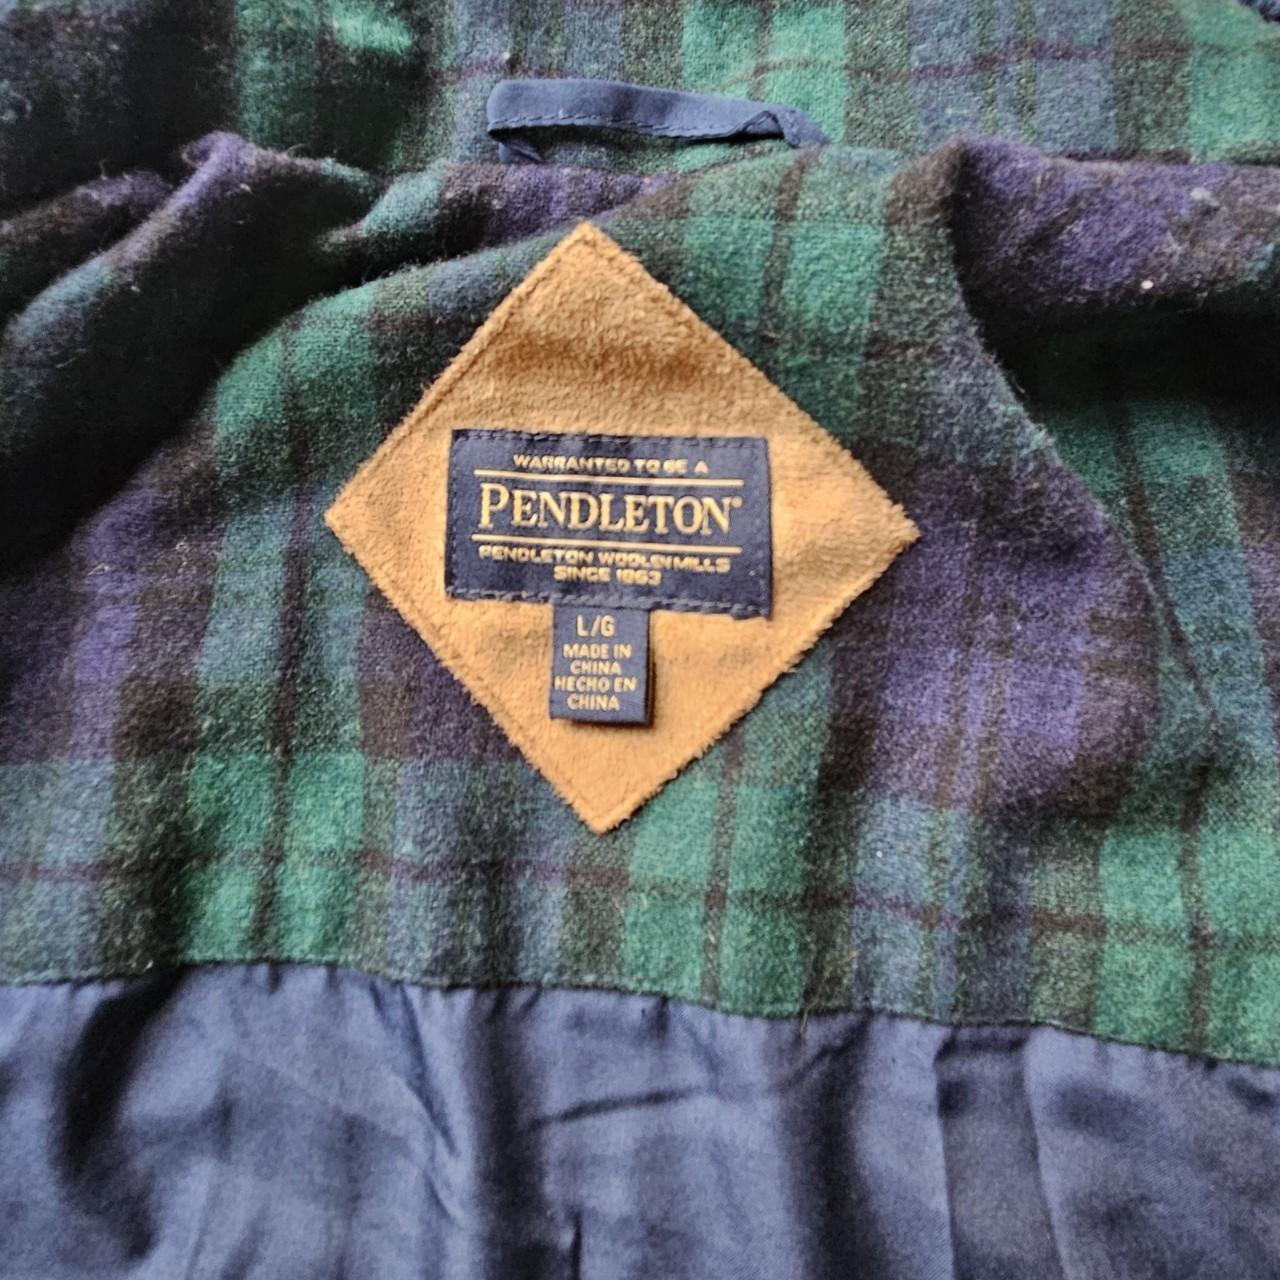 WARRANTED TO BE A
PENDLETON®
PENDLETON WOOLEN MILLS
SINCE 1863
L/G
MADE IN
CHINA
HECHO EN
CHINA